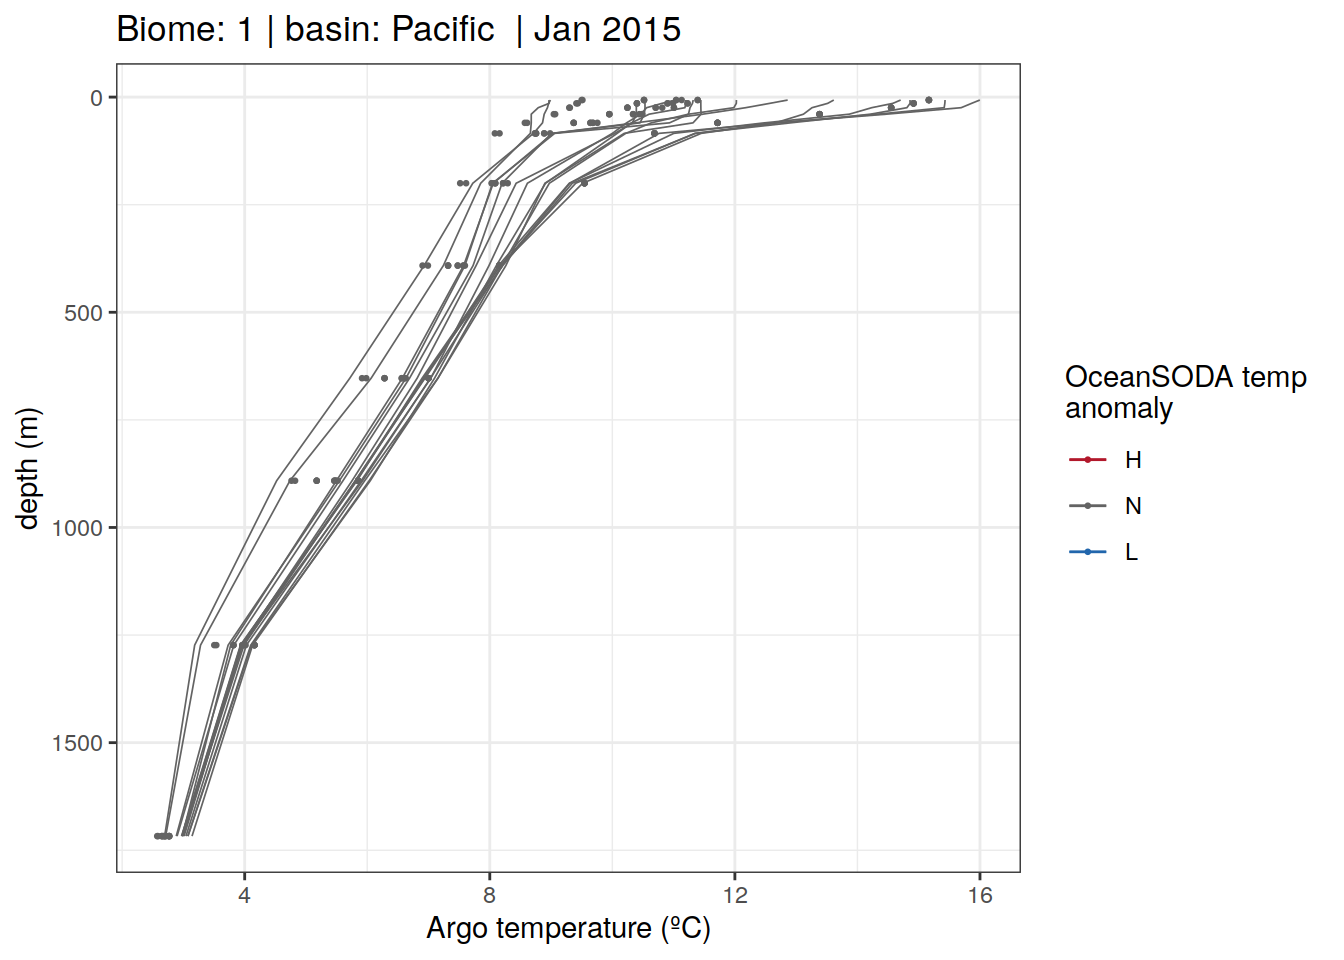 Biome: 1 | basin: Pacific  | Jan 2015
0
500
1000
1500
depth (m)
4
8
12
16
Argo temperature (ºC)
OceanSODA temp
anomaly
H
N
L